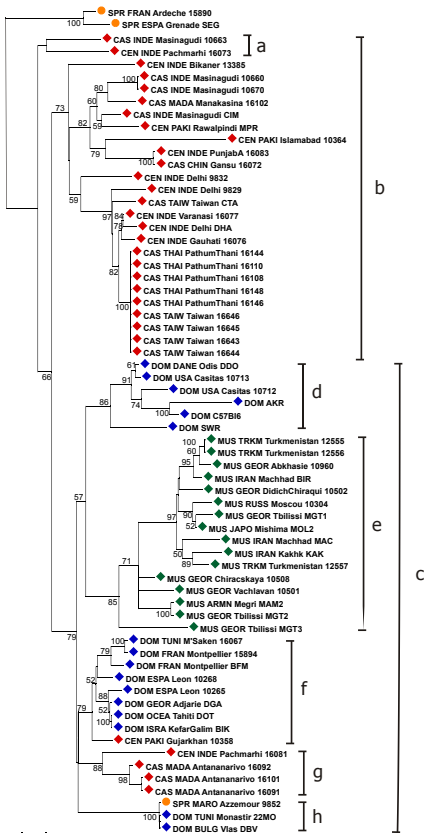 SPR FRAN Ardeche 15890
100
SPR ESPA Grenade SEG
CAS INDE Masinagudi 10663
a
CEN INDE Pachmarhi 16073
CEN INDE Bikaner 13385
100
CAS INDE Masinagudi 10660
80
CAS INDE Masinagudi 10670
60
CAS MADA Manakasina 16102
73
CAS INDE Masinagudi CIM
82
59
CEN PAKI Rawalpindi MPR
CEN PAKI Islamabad 10364
79
CEN INDE PunjabA 16083
100
CAS CHIN Gansu 16072
CEN INDE Delhi 9832
b
CEN INDE Delhi 9829
59
CAS TAIW Taiwan CTA
97
84
CEN INDE Varanasi 16077
78
CEN INDE Delhi DHA
CEN INDE Gauhati 16076
CAS THAI PathumThani 16144
82
CAS THAI PathumThani 16110
CAS THAI PathumThani 16108
CAS THAI PathumThani 16148
100
CAS THAI PathumThani 16146
CAS TAIW Taiwan 16646
CAS TAIW Taiwan 16645
CAS TAIW Taiwan 16643
CAS TAIW Taiwan 16644
66
61
DOM DANE Odis DDO
91
DOM USA Casitas 10713
DOM USA Casitas 10712
d
86
74
DOM AKR
100
DOM C57Bl6
DOM SWR
100
MUS TRKM Turkmenistan 12555
60
MUS TRKM Turkmenistan 12556
95
MUS GEOR Abkhasie 10960
MUS IRAN Machhad BIR
MUS GEOR DidichChiraqui 10502
57
MUS RUSS Moscou 10304
97
90
MUS GEOR Tbilissi MGT1
52
MUS JAPO Mishima MOL2
e
MUS IRAN Machhad MAC
50
MUS IRAN Kakhk KAK
71
89
MUS TRKM Turkmenistan 12557
c
MUS GEOR Chiracskaya 10508
MUS GEOR Vachlavan 10501
85
MUS ARMN Megri MAM2
100
MUS GEOR Tbilissi MGT2
MUS GEOR Tbilissi MGT3
79
100
DOM TUNI M'Saken 16067
DOM FRAN Montpellier 15894
79
DOM FRAN Montpellier BFM
52
DOM ESPA Leon 10268
DOM ESPA Leon 10265
f
88
DOM GEOR Adjarie DGA
79
52
DOM OCEA Tahiti DOT
100
DOM ISRA KefarGalim BIK
CEN PAKI Gujarkhan 10358
CEN INDE Pachmarhi 16081
88
CAS MADA Antananarivo 16092
g
98
CAS MADA Antananarivo 16101
CAS MADA Antananarivo 16091
SPR MARO Azzemour 9852
100
DOM TUNI Monastir 22MO
h
DOM BULG Vlas DBV